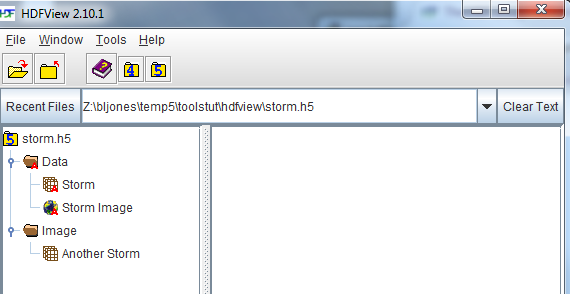 HDF HDFView 2.10.1
File Window Tools Help
? 4 5
Recent Files Z:\bljones\temp5\toolstut\hdfview\storm.h5 Clear Text
5 storm.h5
Data
Storm
Storm Image
Image
Another Storm